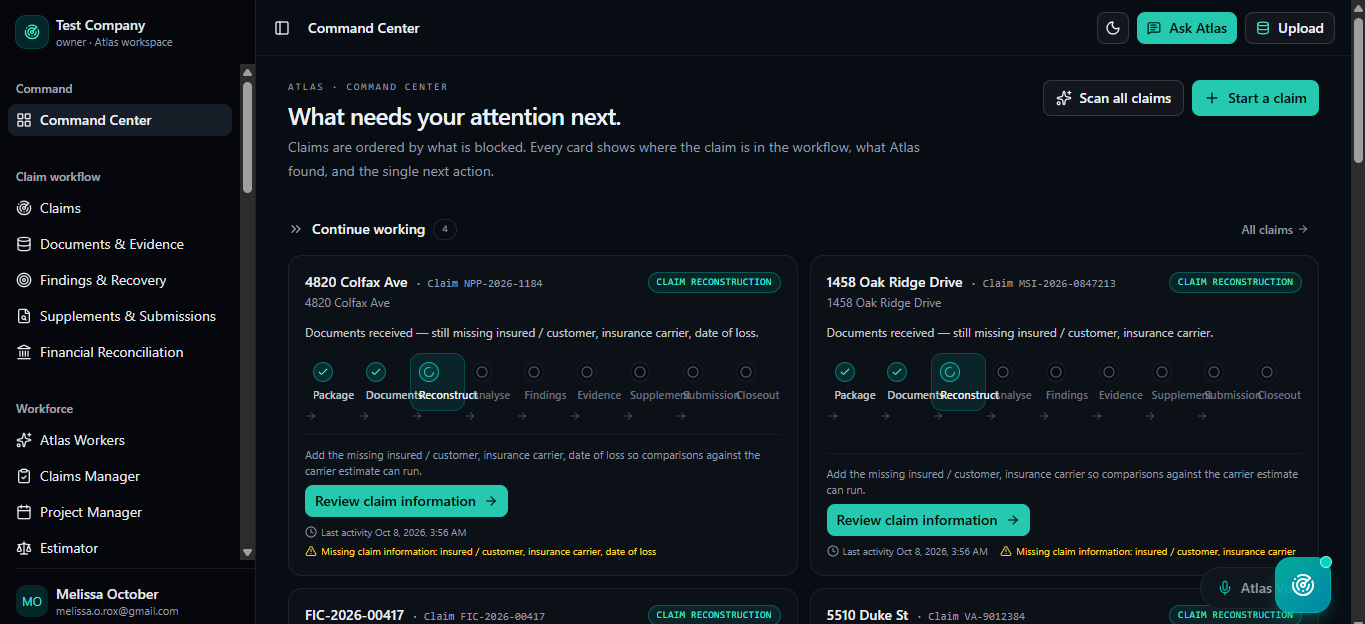 Test Company
owner · Atlas workspace
Command
Command Center
Claim workflow
Claims
Documents & Evidence
Findings & Recovery
Supplements & Submissions
Financial Reconciliation
Workforce
Atlas Workers
Claims Manager
Project Manager
Estimator
MO
Melissa October
melissa.o.rox@gmail.com
Command Center
Ask Atlas
Upload
ATLAS · COMMAND CENTER
What needs your attention next.
Claims are ordered by what is blocked. Every card shows where the claim is in the workflow, what Atlas
found, and the single next action.
Scan all claims
Start a claim
Continue working 4
All claims
4820 Colfax Ave · Claim NPP-2026-1184
CLAIM RECONSTRUCTION
4820 Colfax Ave
Documents received — still missing insured / customer, insurance carrier, date of loss.
Package Documents Reconstruct Analyse Findings Evidence Supplement Submission Closeout
Add the missing insured / customer, insurance carrier, date of loss so comparisons against the
carrier estimate can run.
Review claim information
Last activity Oct 8, 2026, 3:56 AM
Missing claim information: insured / customer, insurance carrier, date of loss
1458 Oak Ridge Drive · Claim MSI-2026-0847213
CLAIM RECONSTRUCTION
1458 Oak Ridge Drive
Documents received — still missing insured / customer, insurance carrier.
Package Documents Reconstruct Analyse Findings Evidence Supplement Submission Closeout
Add the missing insured / customer, insurance carrier so comparisons against the carrier estimate
can run.
Review claim information
Last activity Oct 8, 2026, 3:56 AM
Missing claim information: insured / customer, insurance carrier
FIC-2026-00417 · Claim FIC-2026-00417
CLAIM RECONSTRUCTION
5510 Duke St · Claim VA-9012384
CLAIM RECONSTRUCTION
Atlas